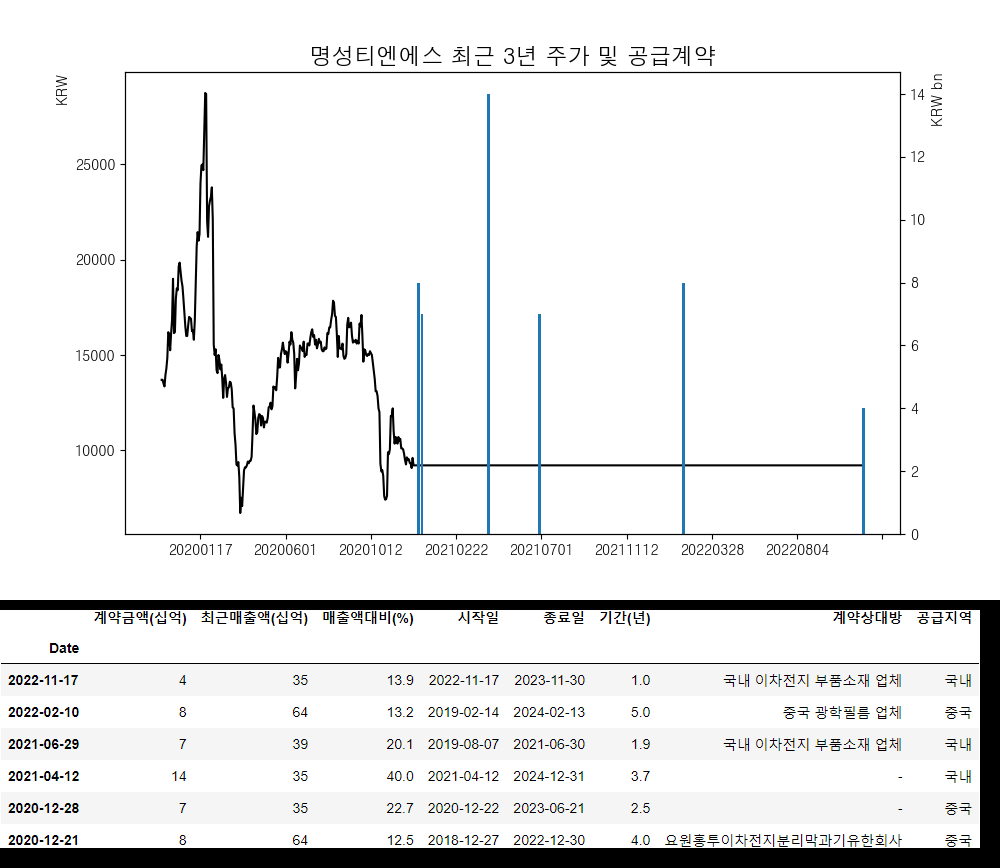 명성티엔에스 최근 3년 주가 및 공급계약
KRW
KRW bn
25000
20000
15000
10000
14
12
10
8
6
4
2
0
20200117 20200601 20201012 20210222 20210701 20211112 20220328 20220804
계약금액(십억) 최근매출액(십억) 매출액대비(%) 시작일 종료일 기간(년) 계약상대방 공급지역
Date
2022-11-17 4 35 13.9 2022-11-17 2023-11-30 1.0 국내 이차전지 부품소재 업체 국내
2022-02-10 8 64 13.2 2019-02-14 2024-02-13 5.0 중국 광학필름 업체 중국
2021-06-29 7 39 20.1 2019-08-07 2021-06-30 1.9 국내 이차전지 부품소재 업체 국내
2021-04-12 14 35 40.0 2021-04-12 2024-12-31 3.7 - 국내
2020-12-28 7 35 22.7 2020-12-22 2023-06-21 2.5 - 중국
2020-12-21 8 64 12.5 2018-12-27 2022-12-30 4.0 요원홍투이차전지분리막과기유한회사 중국